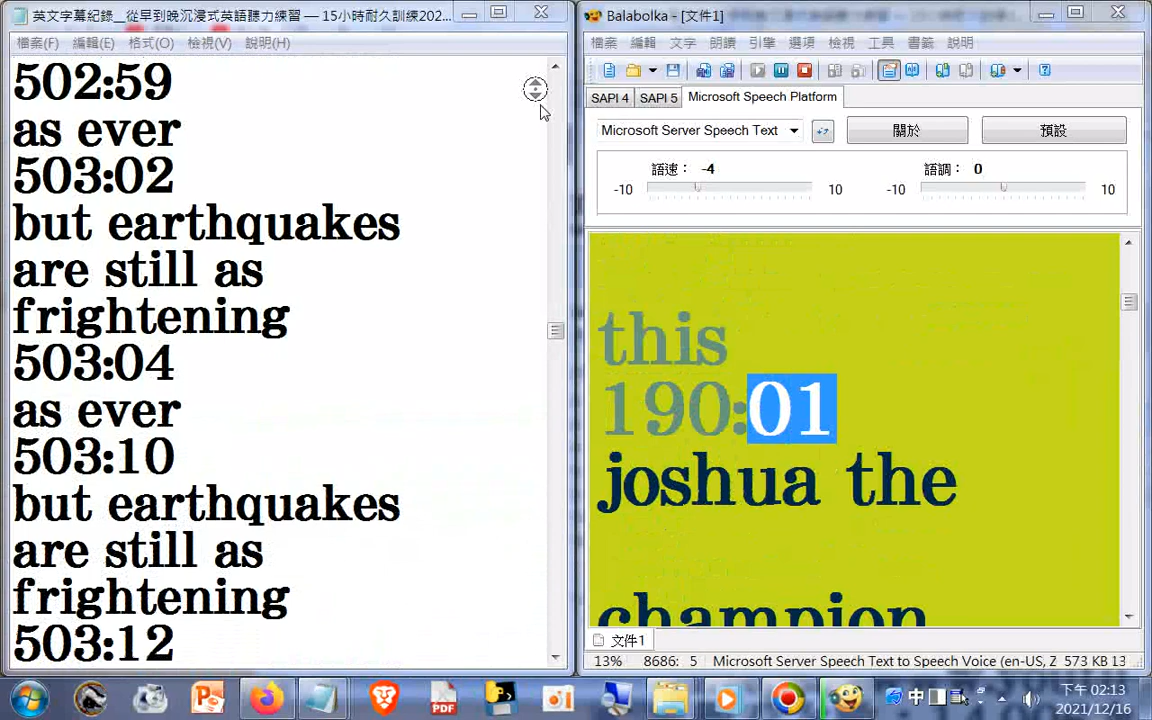 英文字幕紀錄__從早到晚沉浸式英語聽力練習 — 15小時耐久訓練202...
檔案(F) 編輯(E) 格式(O) 檢視(V) 說明(H)
502:59
as ever
503:02
but earthquakes
are still as
frightening
503:04
as ever
503:10
but earthquakes
are still as
frightening
503:12
Balabolka - [文件1]
檔案 編輯 文字 朗讀 引擎 選項 檢視 工具 書籤 說明
SAPI 4 SAPI 5 Microsoft Speech Platform
Microsoft Server Speech Text 關於 預設
語速： -4 語調： 0
-10 10 -10 10
this
190:01
joshua the
champion
文件1
13% 8686: 5 Microsoft Server Speech Text to Speech Voice (en-US, Z 573 KB 13
PDF
中
下午 02:13
2021/12/16